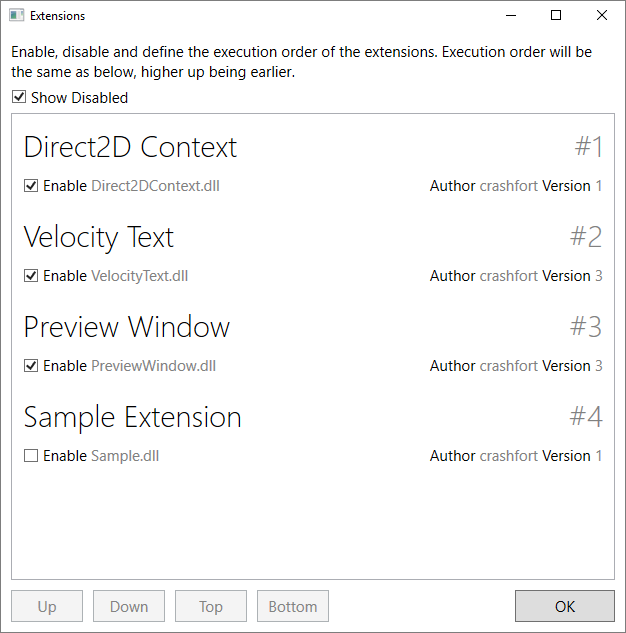 Extensions
Enable, disable and define the execution order of the extensions. Execution order will be
the same as below, higher up being earlier.
Show Disabled
Direct2D Context #1
Enable Direct2DContext.dll Author crashfort Version 1
Velocity Text #2
Enable VelocityText.dll Author crashfort Version 3
Preview Window #3
Enable PreviewWindow.dll Author crashfort Version 3
Sample Extension #4
Enable Sample.dll Author crashfort Version 1
Up Down Top Bottom OK